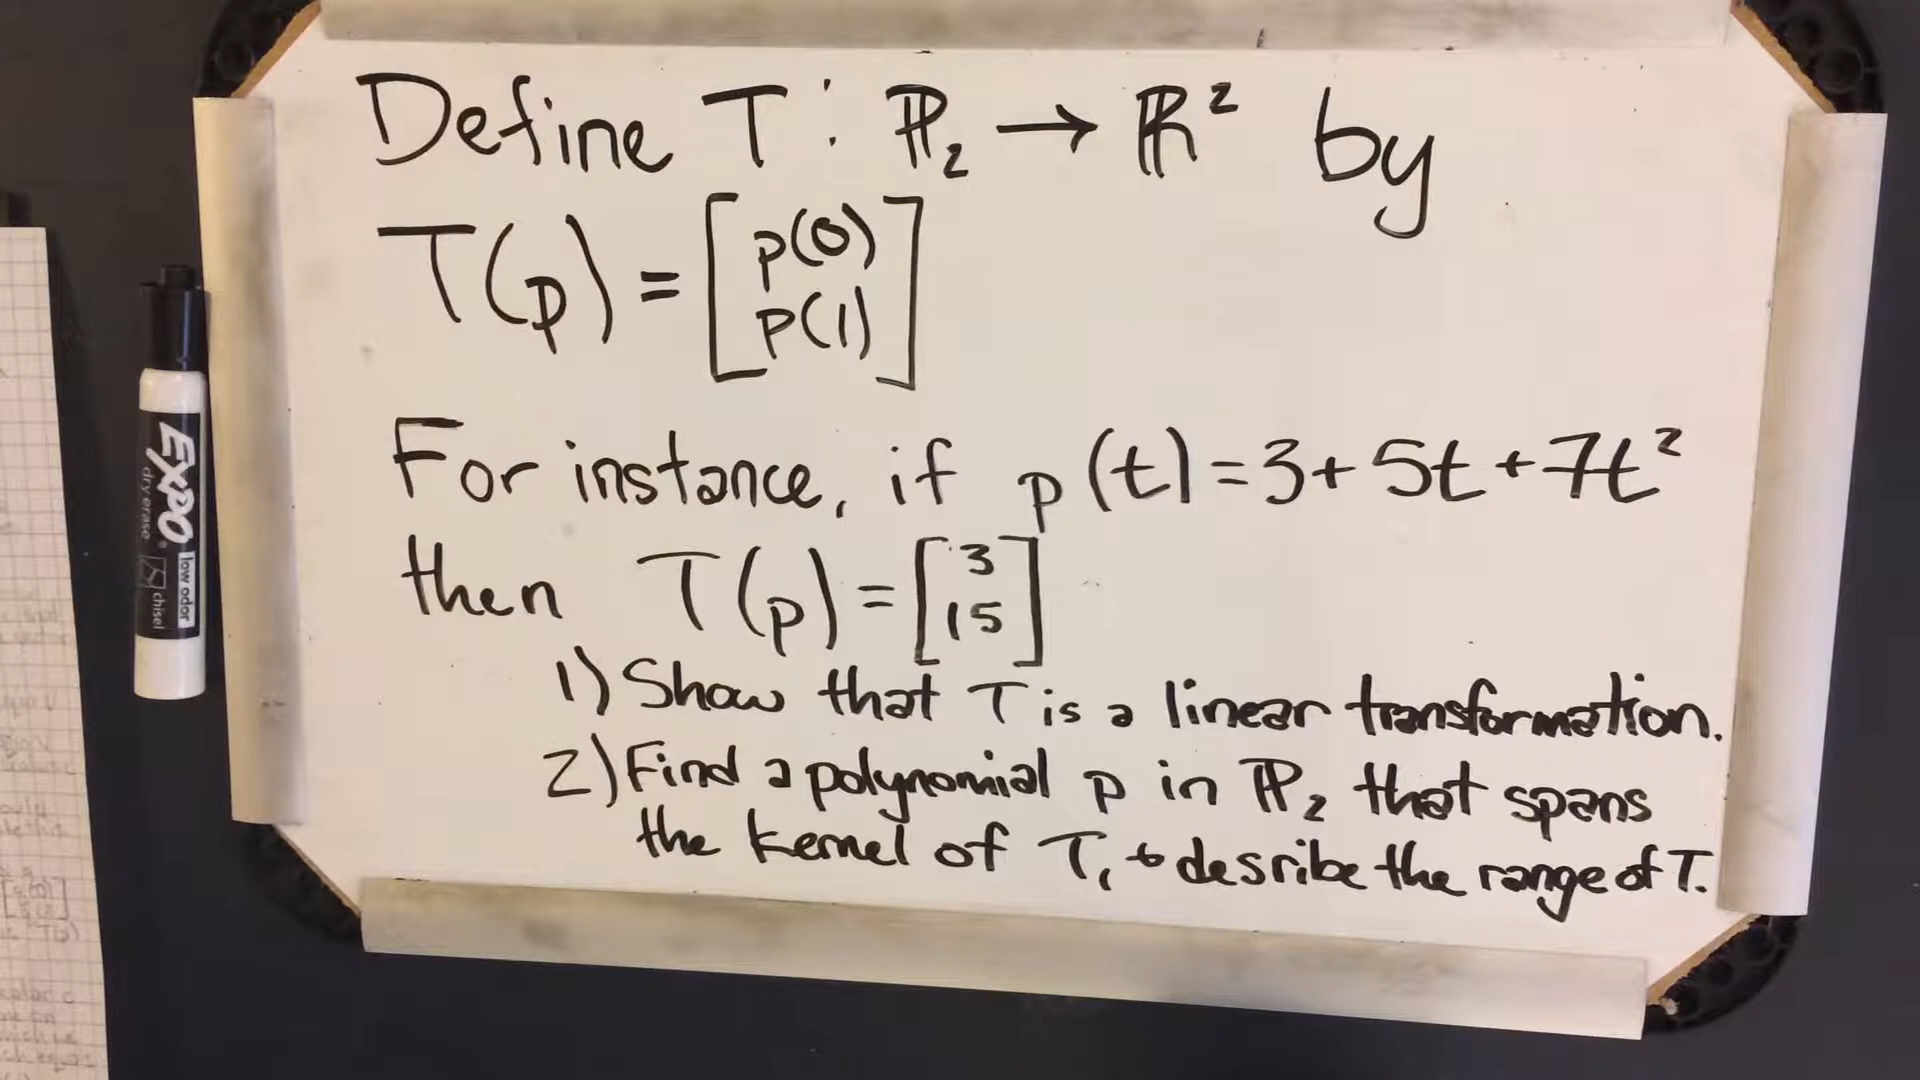 Define T: ℙ₂ → ℝ² by
T(p) = [p(0) p(1)]
For instance, if p(t) = 3 + 5t + 7t²
then T(p) = [3 15]
1) Show that T is a linear transformation.
2) Find a polynomial p in ℙ₂ that spans
the kernel of T, + desribe the range of T.
EXPO
dry erase
low odor
chisel